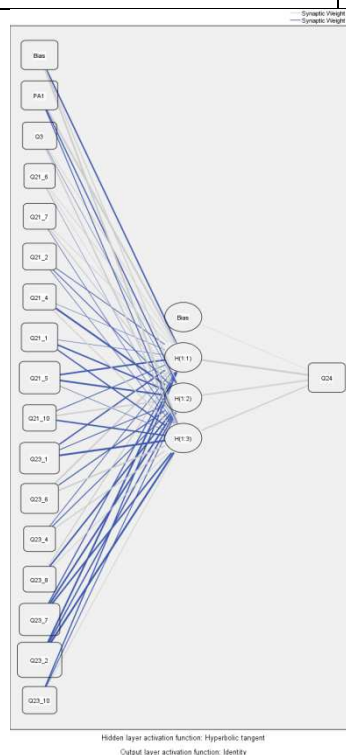 Synaptic Weight
Synaptic Weight
Bias
FA1
Q3
Q21_6
Q21_7
Q21_2
Bias
Q21_4
Q21_1
H(1:1)
Q21_5
Q24
H(1:2)
Q21_10
H(1:3)
Q23_1
Q23_6
Q23_4
Q23_8
Q23_7
Q23_2
Q23_10
Hidden layer activation function: Hyperbolic tangent
Output layer activation function: Identity